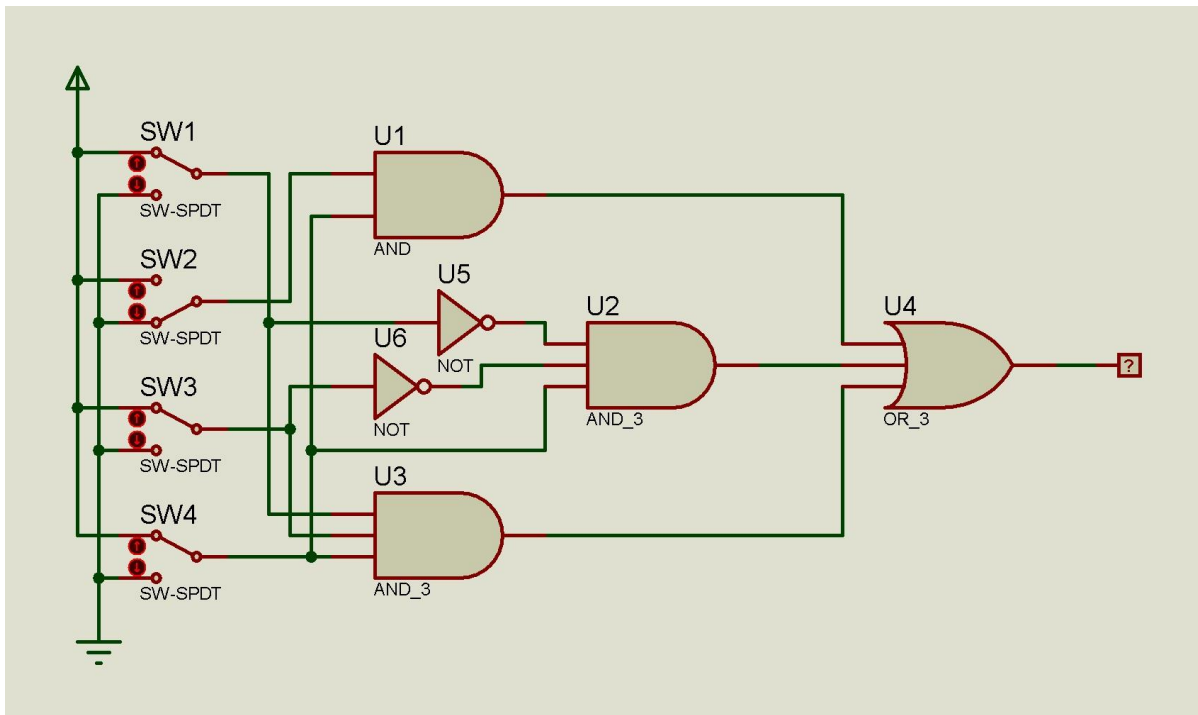 SW1
SW-SPDT
SW2
SW-SPDT
SW3
SW-SPDT
SW4
SW-SPDT
U1
AND
U5
NOT
U6
NOT
U2
AND_3
U3
AND_3
U4
OR_3
?